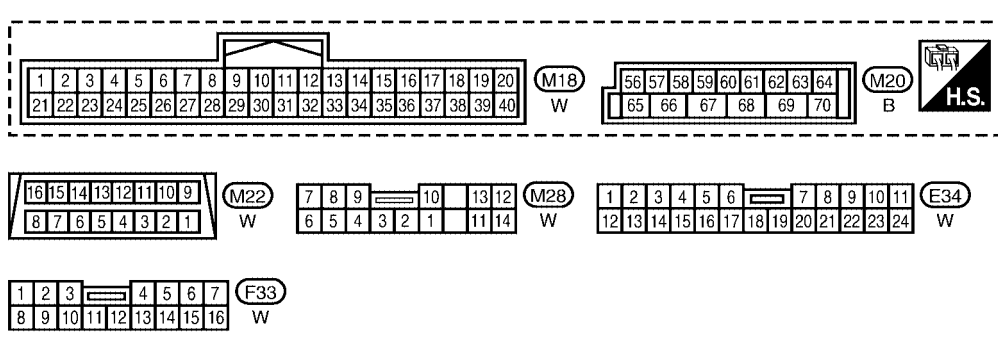 1 2 3 4 5 6 7 8 9 10 11 12 13 14 15 16 17 18 19 20
21 22 23 24 25 26 27 28 29 30 31 32 33 34 35 36 37 38 39 40
M18
W
56 57 58 59 60 61 62 63 64
65 66 67 68 69 70
M20
B
H.S.
16 15 14 13 12 11 10 9
8 7 6 5 4 3 2 1
M22
W
7 8 9 10 13 12
6 5 4 3 2 1 11 14
M28
W
1 2 3 4 5 6 7 8 9 10 11
12 13 14 15 16 17 18 19 20 21 22 23 24
E34
W
1 2 3 4 5 6 7
8 9 10 11 12 13 14 15 16
F33
W